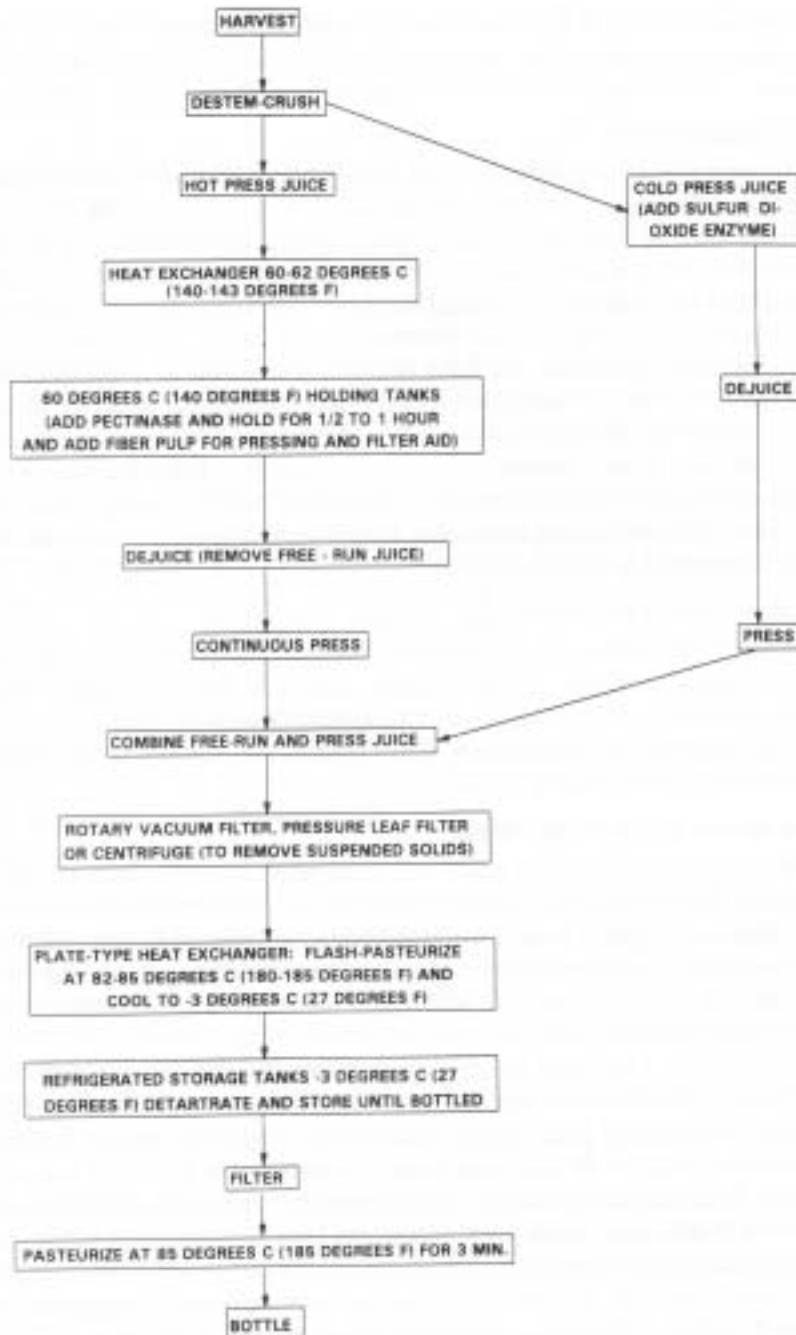 HARVEST
DESTEM-CRUSH
HOT PRESS JUICE
COLD PRESS JUICE
(ADD SULFUR DI-
OXIDE ENZYME)
HEAT EXCHANGER 60-62 DEGREES C
(140-143 DEGREES F)
60 DEGREES C (140 DEGREES F) HOLDING TANKS
(ADD PECTINASE AND HOLD FOR 1/2 TO 1 HOUR
AND ADD FIBER PULP FOR PRESSING AND FILTER AID)
DEJUICE
DEJUICE (REMOVE FREE - RUN JUICE)
CONTINUOUS PRESS
PRESS
COMBINE FREE-RUN AND PRESS JUICE
ROTARY VACUUM FILTER, PRESSURE LEAF FILTER
OR CENTRIFUGE (TO REMOVE SUSPENDED SOLIDS)
PLATE-TYPE HEAT EXCHANGER: FLASH-PASTEURIZE
AT 82-85 DEGREES C (180-185 DEGREES F) AND
COOL TO -3 DEGREES C (27 DEGREES F)
REFRIGERATED STORAGE TANKS -3 DEGREES C (27
DEGREES F) DETARTRATE AND STORE UNTIL BOTTLED
FILTER
PASTEURIZE AT 85 DEGREES C (185 DEGREES F) FOR 3 MIN.
BOTTLE